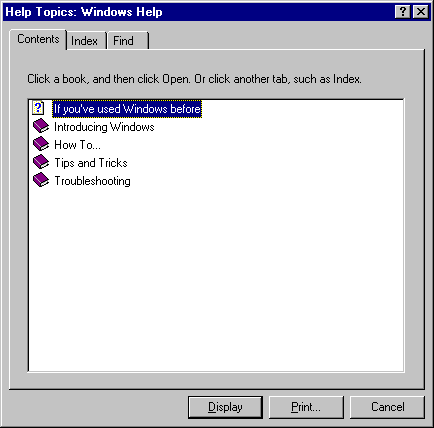 Help Topics: Windows Help
Contents Index Find
Click a book, and then click Open. Or click another tab, such as Index.
If you've used Windows before
Introducing Windows
How To...
Tips and Tricks
Troubleshooting
Display Print... Cancel